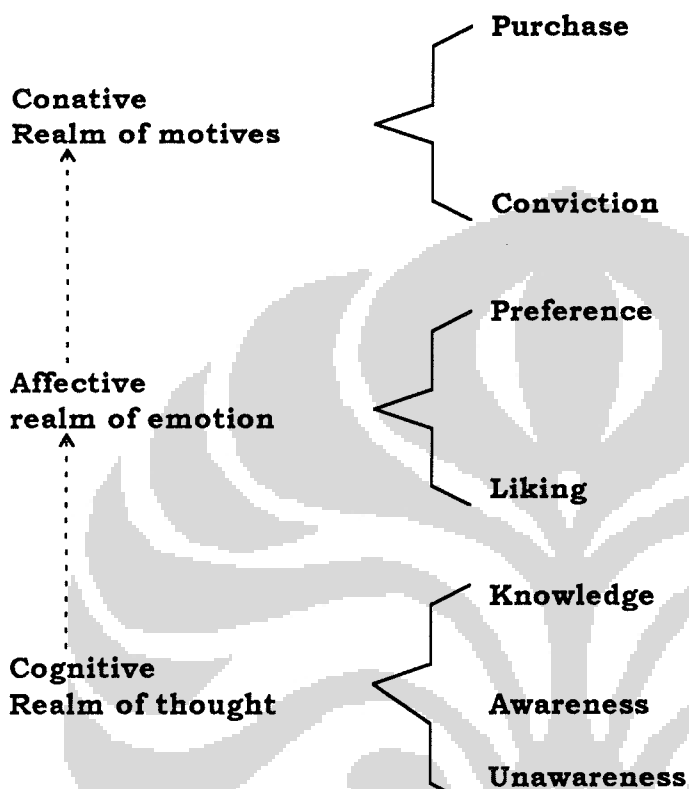 Purchase
Conative
Realm of motives
Conviction
Preference
Affective
realm of emotion
Liking
Knowledge
Cognitive
Realm of thought
Awareness
Unawareness